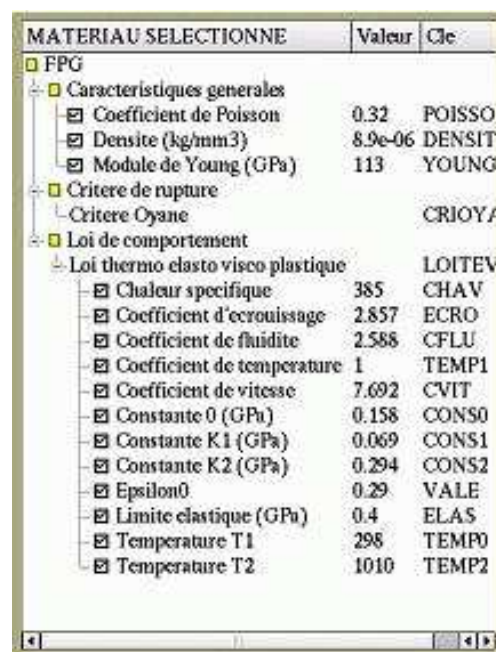 MATERIAU SELECTIONNE Valeur Cle
FPG
Caracteristiques generales
Coefficient de Poisson 0.32 POISSO
Densite (kg/mm3) 8.9e-06 DENSIT
Module de Young (GPa) 113 YOUNG
Critere de rupture
Critere Oyane CRIOYA
Loi de comportement
Loi thermo elasto visco plastique LOITEV
Chaleur specifique 385 CHAV
Coefficient d'ecrouissage 2.857 ECRO
Coefficient de fluidite 2.588 CFLU
Coefficient de temperature 1 TEMP1
Coefficient de vitesse 7.692 CVIT
Constante 0 (GPa) 0.158 CONS0
Constante K1 (GPa) 0.069 CONS1
Constante K2 (GPa) 0.294 CONS2
Epsilon0 0.29 VALE
Limite elastique (GPa) 0.4 ELAS
Temperature T1 298 TEMP0
Temperature T2 1010 TEMP2